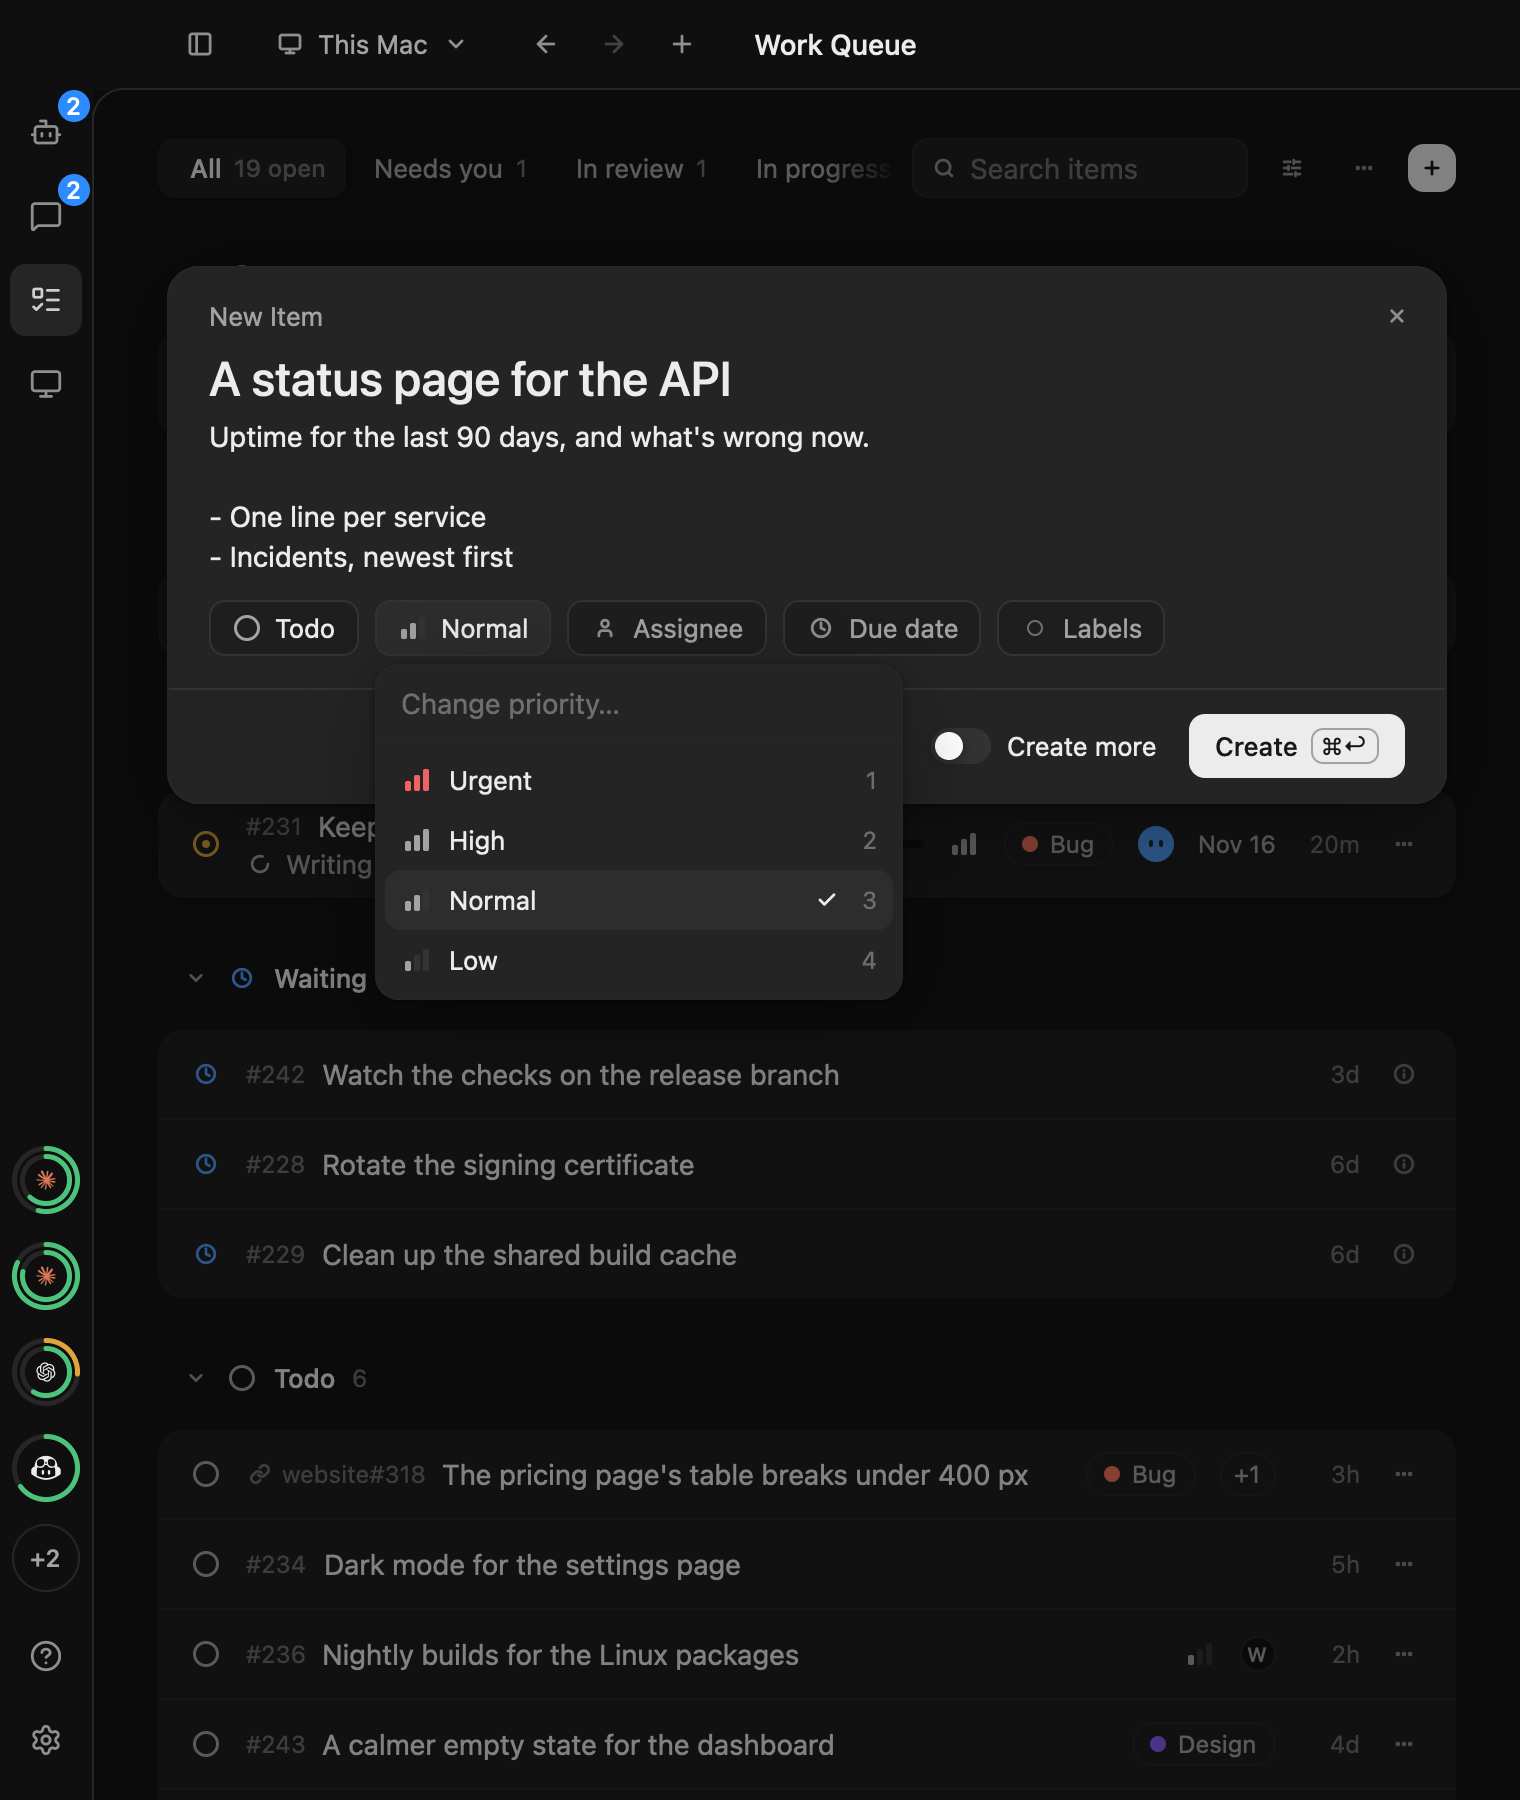 This Mac
Work Queue
2
2
All 19 open
Needs you 1
In review 1
In progress
Search items
New Item
A status page for the API
Uptime for the last 90 days, and what's wrong now.
- One line per service
- Incidents, newest first
Todo
Normal
Assignee
Due date
Labels
Change priority...
Urgent 1
High 2
Normal 3
Low 4
Create more
Create ⌘↩
#231 Keep
Writing
Bug
Nov 16
20m
Waiting
#242 Watch the checks on the release branch 3d
#228 Rotate the signing certificate 6d
#229 Clean up the shared build cache 6d
Todo 6
website#318 The pricing page's table breaks under 400 px Bug +1 3h
#234 Dark mode for the settings page 5h
#236 Nightly builds for the Linux packages W 2h
#243 A calmer empty state for the dashboard Design 4d
+2